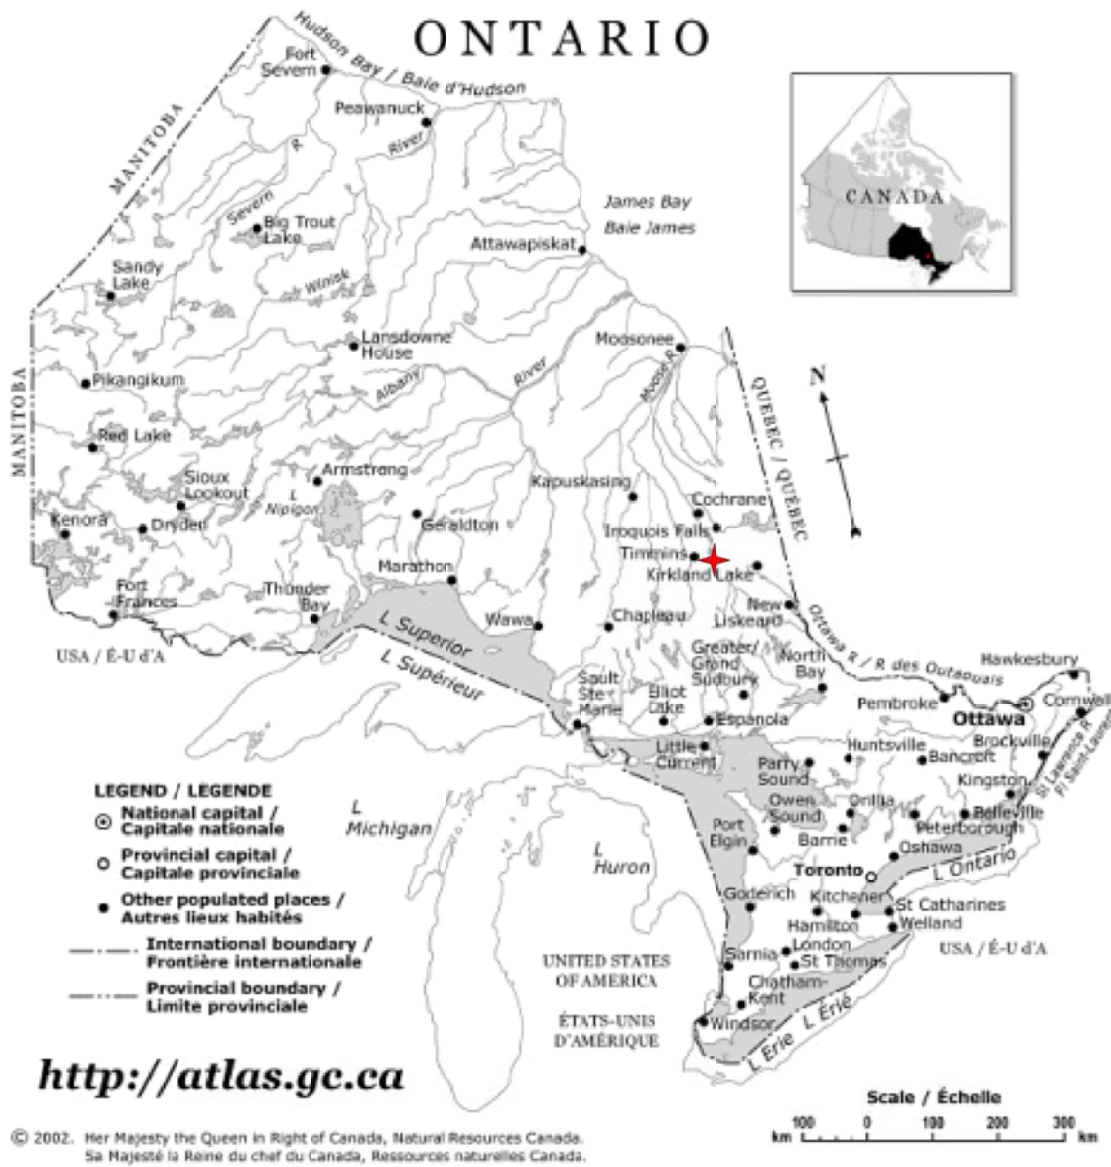 ONTARIO
Hudson Bay / Baie d'Hudson
Fort
Severn
Peawanuck
River
R
MANITOBA
Severn
Big Trout
Lake
James Bay
Baie James
CANADA
Attawapiskat
Sandy
Lake
Winisk
Lansdowne
House
Moosonee
Moose R
N
MANITOBA
Pikangikum
Albany
River
QUEBEC / QUÉBEC
Red Lake
Sioux
Lookout
Armstrong
L
Nipigon
Kapuskasing
Cochrane
Kenora
Dryden
Geraldton
Iroquois Falls
Timmins
Kirkland Lake
Marathon
Fort
Frances
Thunder
Bay
Wawa
Chapleau
New
Liskeard
Ottawa R / R des Outaouais
USA / É-U d'A
L Superior
L Supérieur
Greater/
Grand
Sudbury
North
Bay
Hawkesbury
Sault
Ste
Marie
Elliot
Lake
Espanola
Pembroke
Ottawa
Cornwall
Little
Current
Parry
Sound
Huntsville
Bancroft
Brockville
St Lawrence R
Fl Saint-Laurent
Kingston
LEGEND / LÉGENDE
National capital /
Capitale nationale
Provincial capital /
Capitale provinciale
Other populated places /
Autres lieux habités
International boundary /
Frontière internationale
Provincial boundary /
Limite provinciale
L
Michigan
L
Huron
Port
Elgin
Owen
Sound
Orillia
Barrie
Peterborough
Belleville
Oshawa
Toronto
L Ontario
Goderich
Kitchener
Hamilton
St Catharines
Welland
USA / É-U d'A
UNITED STATES
OF AMERICA
ÉTATS-UNIS
D'AMÉRIQUE
Sarnia
London
St Thomas
Chatham-
Kent
Windsor
L Erie L Érié
http://atlas.gc.ca
Scale / Échelle
100 0 100 200 300
km km
© 2002. Her Majesty the Queen in Right of Canada, Natural Resources Canada.
Sa Majesté la Reine du chef du Canada, Ressources naturelles Canada.